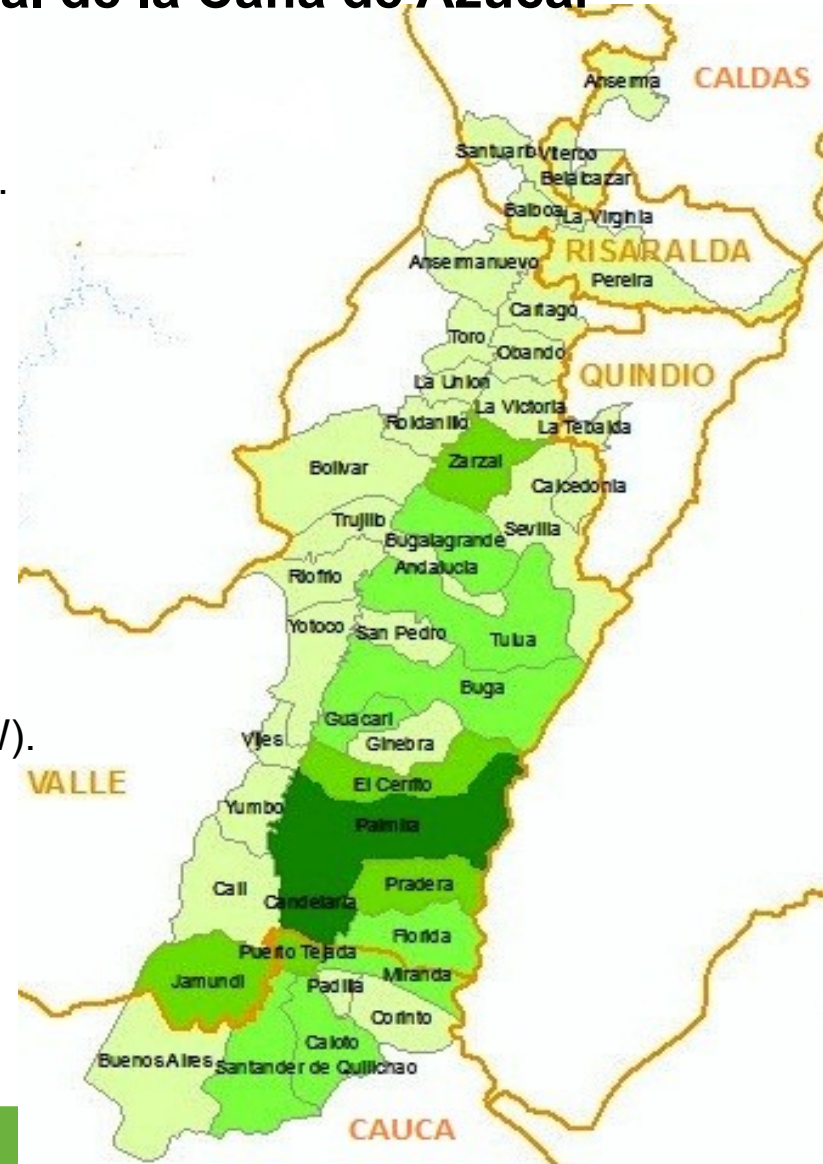 al de la Caña de Azúcar
.
Anserma
CALDAS
Santuario
Viterbo
Belalcazar
Balboa
La Virginia
RISARALDA
Ansermanuevo
Pereira
Cartago
Toro
Obando
QUINDIO
La Union
La Victoria
Roldanillo
La Tebaida
Zarzal
Bolivar
Caicedonia
Trujillo
Sevilla
Bugalagrande
Andalucia
Riofrio
Yotoco
San Pedro
Tulua
Buga
Guacari
Vijes
Ginebra
/).
VALLE
El Cerrito
Yumbo
Palmira
Cali
Pradera
Candelaria
Florida
Puerto Tejada
Jamundi
Miranda
Padilla
Corinto
Caloto
Buenos Aires
Santander de Quilichao
CAUCA